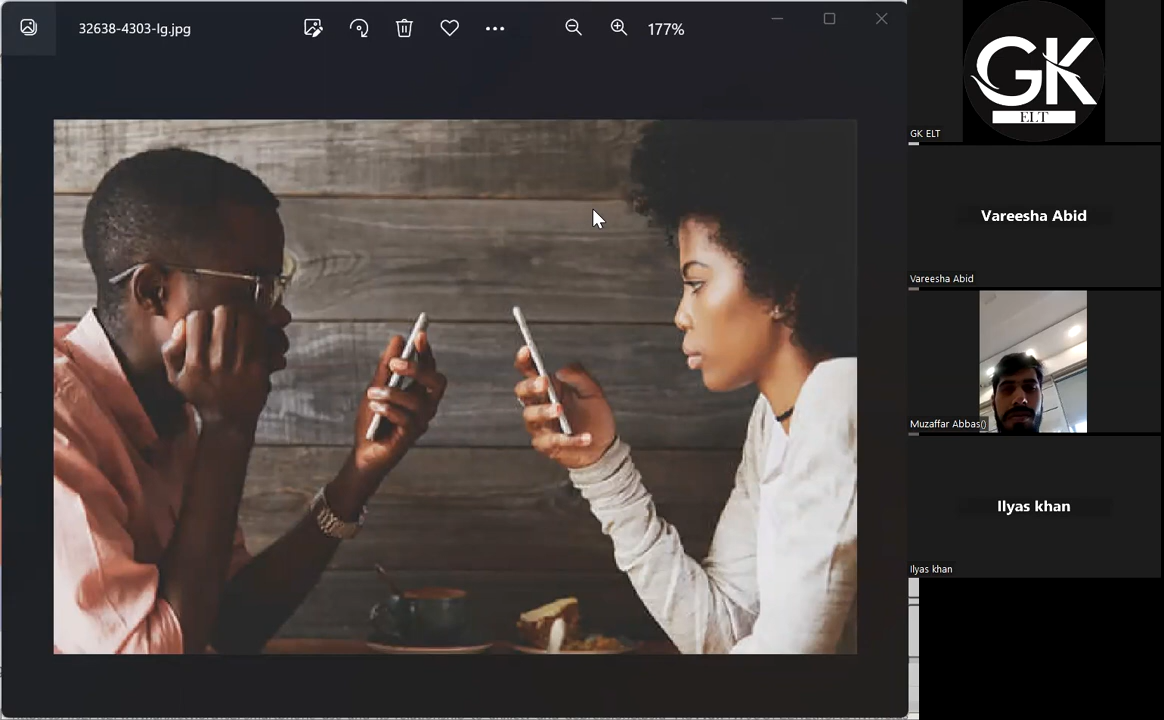 32638-4303-lg.jpg
177%
GK
ELT
GK ELT
Vareesha Abid
Vareesha Abid
Muzaffar Abbas()
Ilyas khan
Ilyas khan